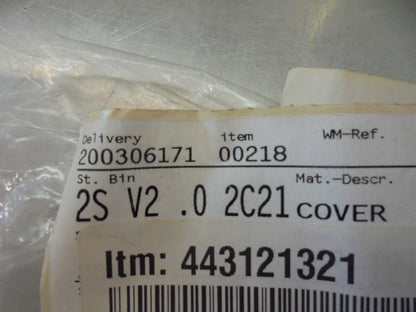 Delivery item WM-Ref.
200306171 00218
St. Bin Mat.-Descr.
2S V2 .0 2C21 COVER
Itm: 443121321